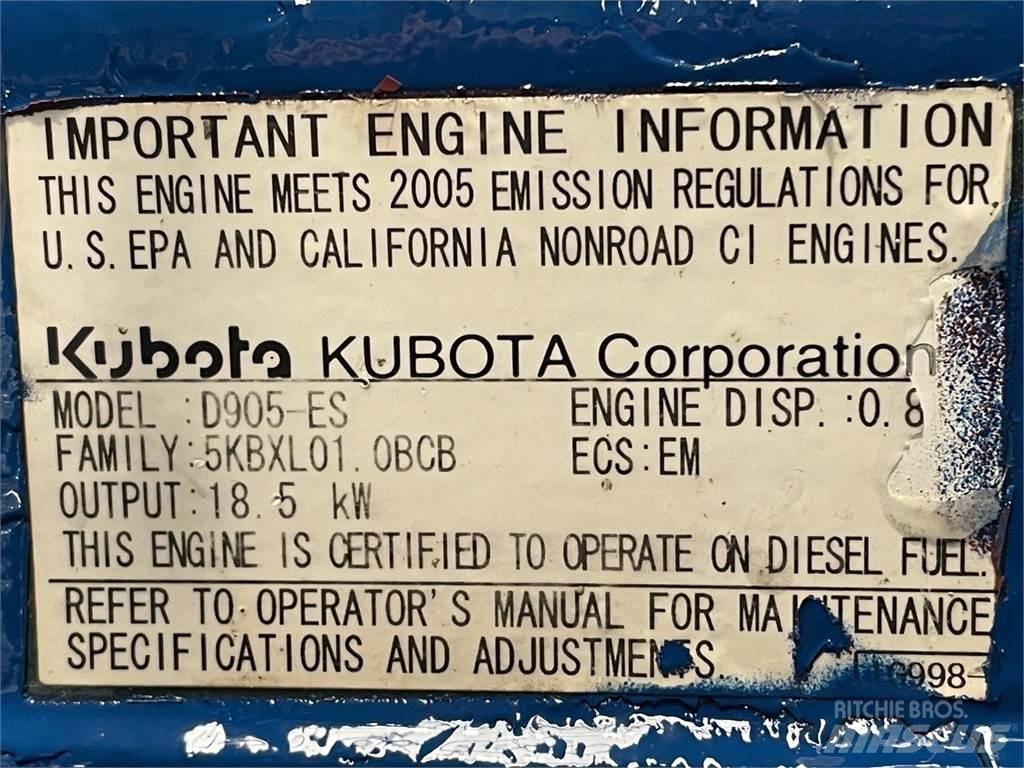 IMPORTANT ENGINE INFORMATION
THIS ENGINE MEETS 2005 EMISSION REGULATIONS FOR
U.S.EPA AND CALIFORNIA NONROAD CI ENGINES.
Kubota KUBOTA Corporation
MODEL :D905-ES ENGINE DISP.:0.8
FAMILY:5KBXL01.0BCB ECS:EM
OUTPUT:18.5 kW
THIS ENGINE IS CERTIFIED TO OPERATE ON DIESEL FUEL.
REFER TO OPERATOR'S MANUAL FOR MAINTENANCE
SPECIFICATIONS AND ADJUSTMENTS.
998-
RITCHIE BROS.